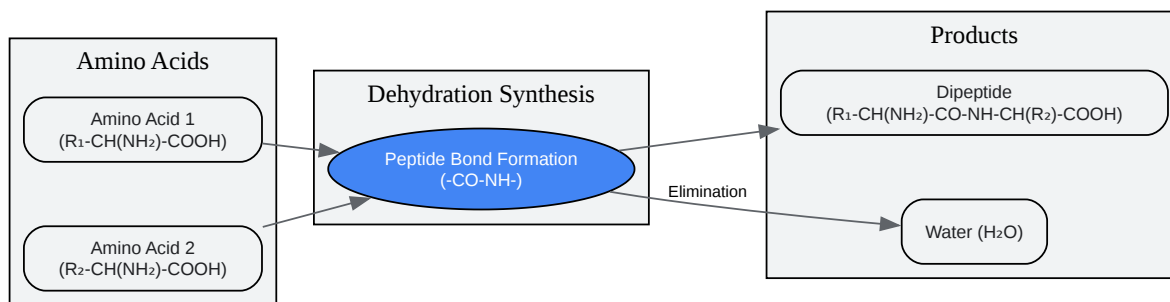 Amino Acids
Amino Acid 1
(R₁-CH(NH₂)-COOH)
Amino Acid 2
(R₂-CH(NH₂)-COOH)
Dehydration Synthesis
Peptide Bond Formation
(-CO-NH-)
Elimination
Products
Dipeptide
(R₁-CH(NH₂)-CO-NH-CH(R₂)-COOH)
Water (H₂O)